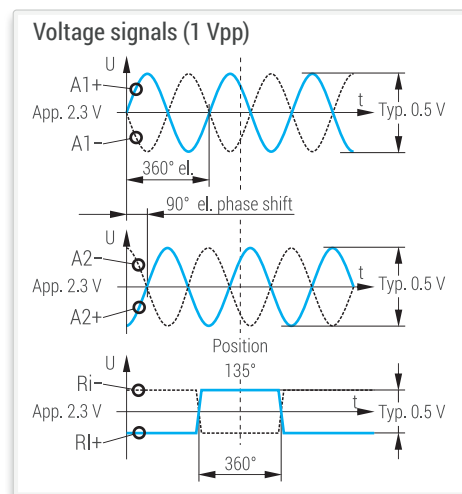 Voltage signals (1 Vpp)
U
A1+
App. 2.3 V
A1-
t
Typ. 0.5 V
360° el.
90° el. phase shift
U
A2-
App. 2.3 V
A2+
t
Typ. 0.5 V
Position
135°
U
Ri-
App. 2.3 V
RI+
t
Typ. 0.5 V
360°